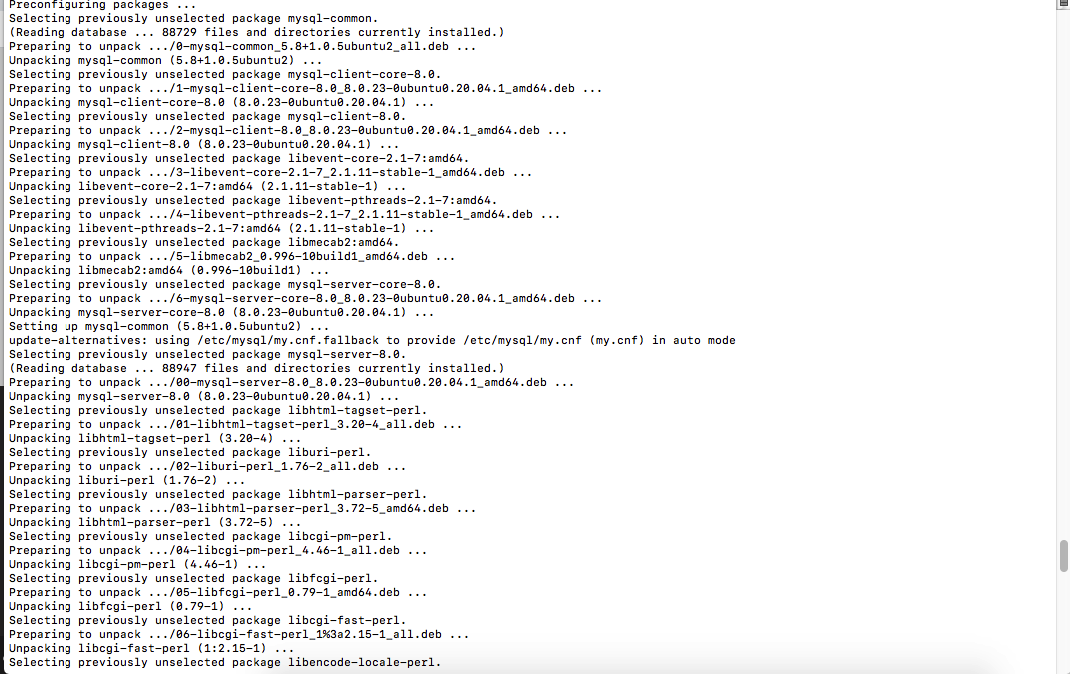 Preconfiguring packages ...
Selecting previously unselected package mysql-common.
(Reading database ... 88729 files and directories currently installed.)
Preparing to unpack .../0-mysql-common_5.8+1.0.5ubuntu2_all.deb ...
Unpacking mysql-common (5.8+1.0.5ubuntu2) ...
Selecting previously unselected package mysql-client-core-8.0.
Preparing to unpack .../1-mysql-client-core-8.0_8.0.23-0ubuntu0.20.04.1_amd64.deb ...
Unpacking mysql-client-core-8.0 (8.0.23-0ubuntu0.20.04.1) ...
Selecting previously unselected package mysql-client-8.0.
Preparing to unpack .../2-mysql-client-8.0_8.0.23-0ubuntu0.20.04.1_amd64.deb ...
Unpacking mysql-client-8.0 (8.0.23-0ubuntu0.20.04.1) ...
Selecting previously unselected package libevent-core-2.1-7:amd64.
Preparing to unpack .../3-libevent-core-2.1-7_2.1.11-stable-1_amd64.deb ...
Unpacking libevent-core-2.1-7:amd64 (2.1.11-stable-1) ...
Selecting previously unselected package libevent-pthreads-2.1-7:amd64.
Preparing to unpack .../4-libevent-pthreads-2.1-7_2.1.11-stable-1_amd64.deb ...
Unpacking libevent-pthreads-2.1-7:amd64 (2.1.11-stable-1) ...
Selecting previously unselected package libmecab2:amd64.
Preparing to unpack .../5-libmecab2_0.996-10build1_amd64.deb ...
Unpacking libmecab2:amd64 (0.996-10build1) ...
Selecting previously unselected package mysql-server-core-8.0.
Preparing to unpack .../6-mysql-server-core-8.0_8.0.23-0ubuntu0.20.04.1_amd64.deb ...
Unpacking mysql-server-core-8.0 (8.0.23-0ubuntu0.20.04.1) ...
Setting up mysql-common (5.8+1.0.5ubuntu2) ...
update-alternatives: using /etc/mysql/my.cnf.fallback to provide /etc/mysql/my.cnf (my.cnf) in auto mode
Selecting previously unselected package mysql-server-8.0.
(Reading database ... 88947 files and directories currently installed.)
Preparing to unpack .../00-mysql-server-8.0_8.0.23-0ubuntu0.20.04.1_amd64.deb ...
Unpacking mysql-server-8.0 (8.0.23-0ubuntu0.20.04.1) ...
Selecting previously unselected package libhtml-tagset-perl.
Preparing to unpack .../01-libhtml-tagset-perl_3.20-4_all.deb ...
Unpacking libhtml-tagset-perl (3.20-4) ...
Selecting previously unselected package liburi-perl.
Preparing to unpack .../02-liburi-perl_1.76-2_all.deb ...
Unpacking liburi-perl (1.76-2) ...
Selecting previously unselected package libhtml-parser-perl.
Preparing to unpack .../03-libhtml-parser-perl_3.72-5_amd64.deb ...
Unpacking libhtml-parser-perl (3.72-5) ...
Selecting previously unselected package libcgi-pm-perl.
Preparing to unpack .../04-libcgi-pm-perl_4.46-1_all.deb ...
Unpacking libcgi-pm-perl (4.46-1) ...
Selecting previously unselected package libfcgi-perl.
Preparing to unpack .../05-libfcgi-perl_0.79-1_amd64.deb ...
Unpacking libfcgi-perl (0.79-1) ...
Selecting previously unselected package libcgi-fast-perl.
Preparing to unpack .../06-libcgi-fast-perl_1%3a2.15-1_all.deb ...
Unpacking libcgi-fast-perl (1:2.15-1) ...
Selecting previously unselected package libencode-locale-perl.